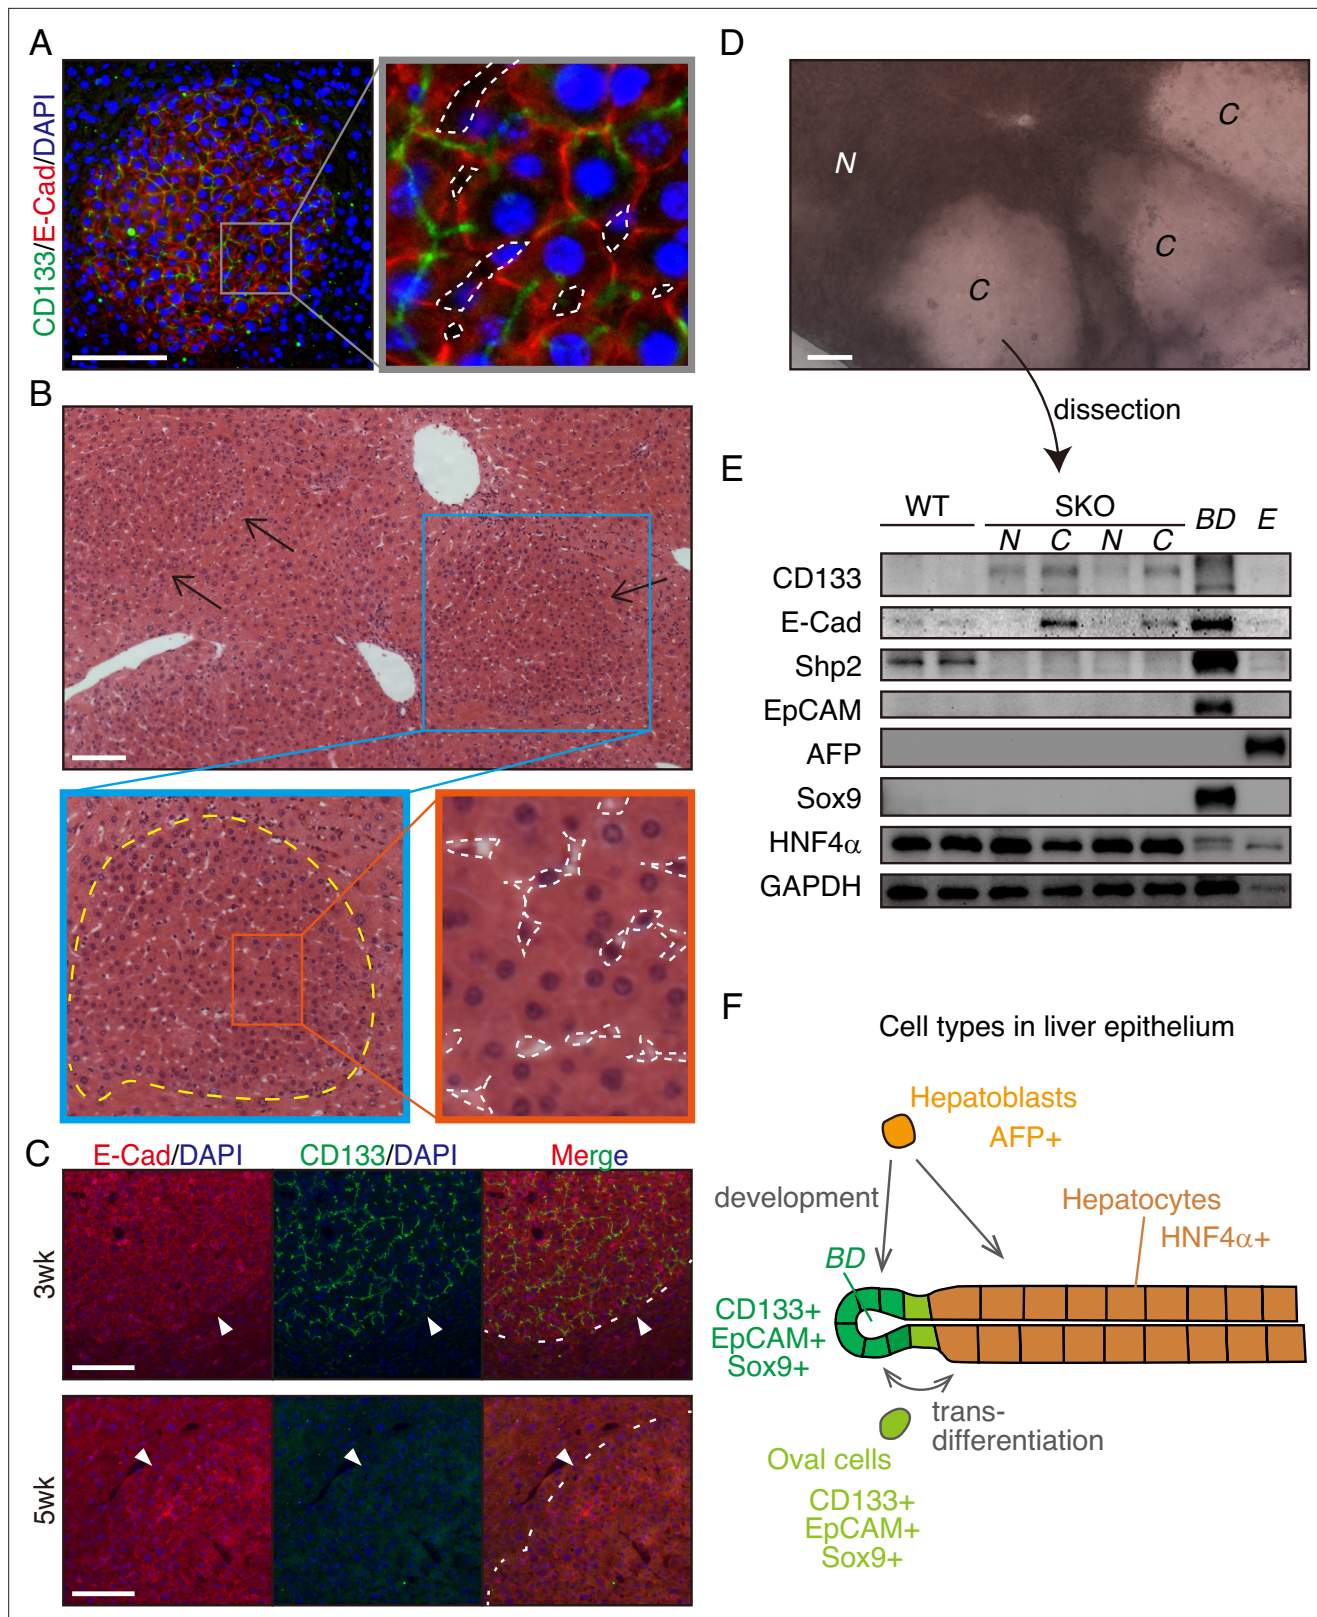 A
CD133/E-Cad/DAPI
B
C
E-Cad/DAPI
CD133/DAPI
Merge
3wk
5wk
D
N
C
C
C
dissection
E
WT
SKO
BD
E
N
C
N
C
CD133
E-Cad
Shp2
EpCAM
AFP
Sox9
HNF4α
GAPDH
F
Cell types in liver epithelium
Hepatoblasts
AFP+
development
Hepatocytes
HNF4α+
BD
CD133+
EpCAM+
Sox9+
trans-
differentiation
Oval cells
CD133+
EpCAM+
Sox9+